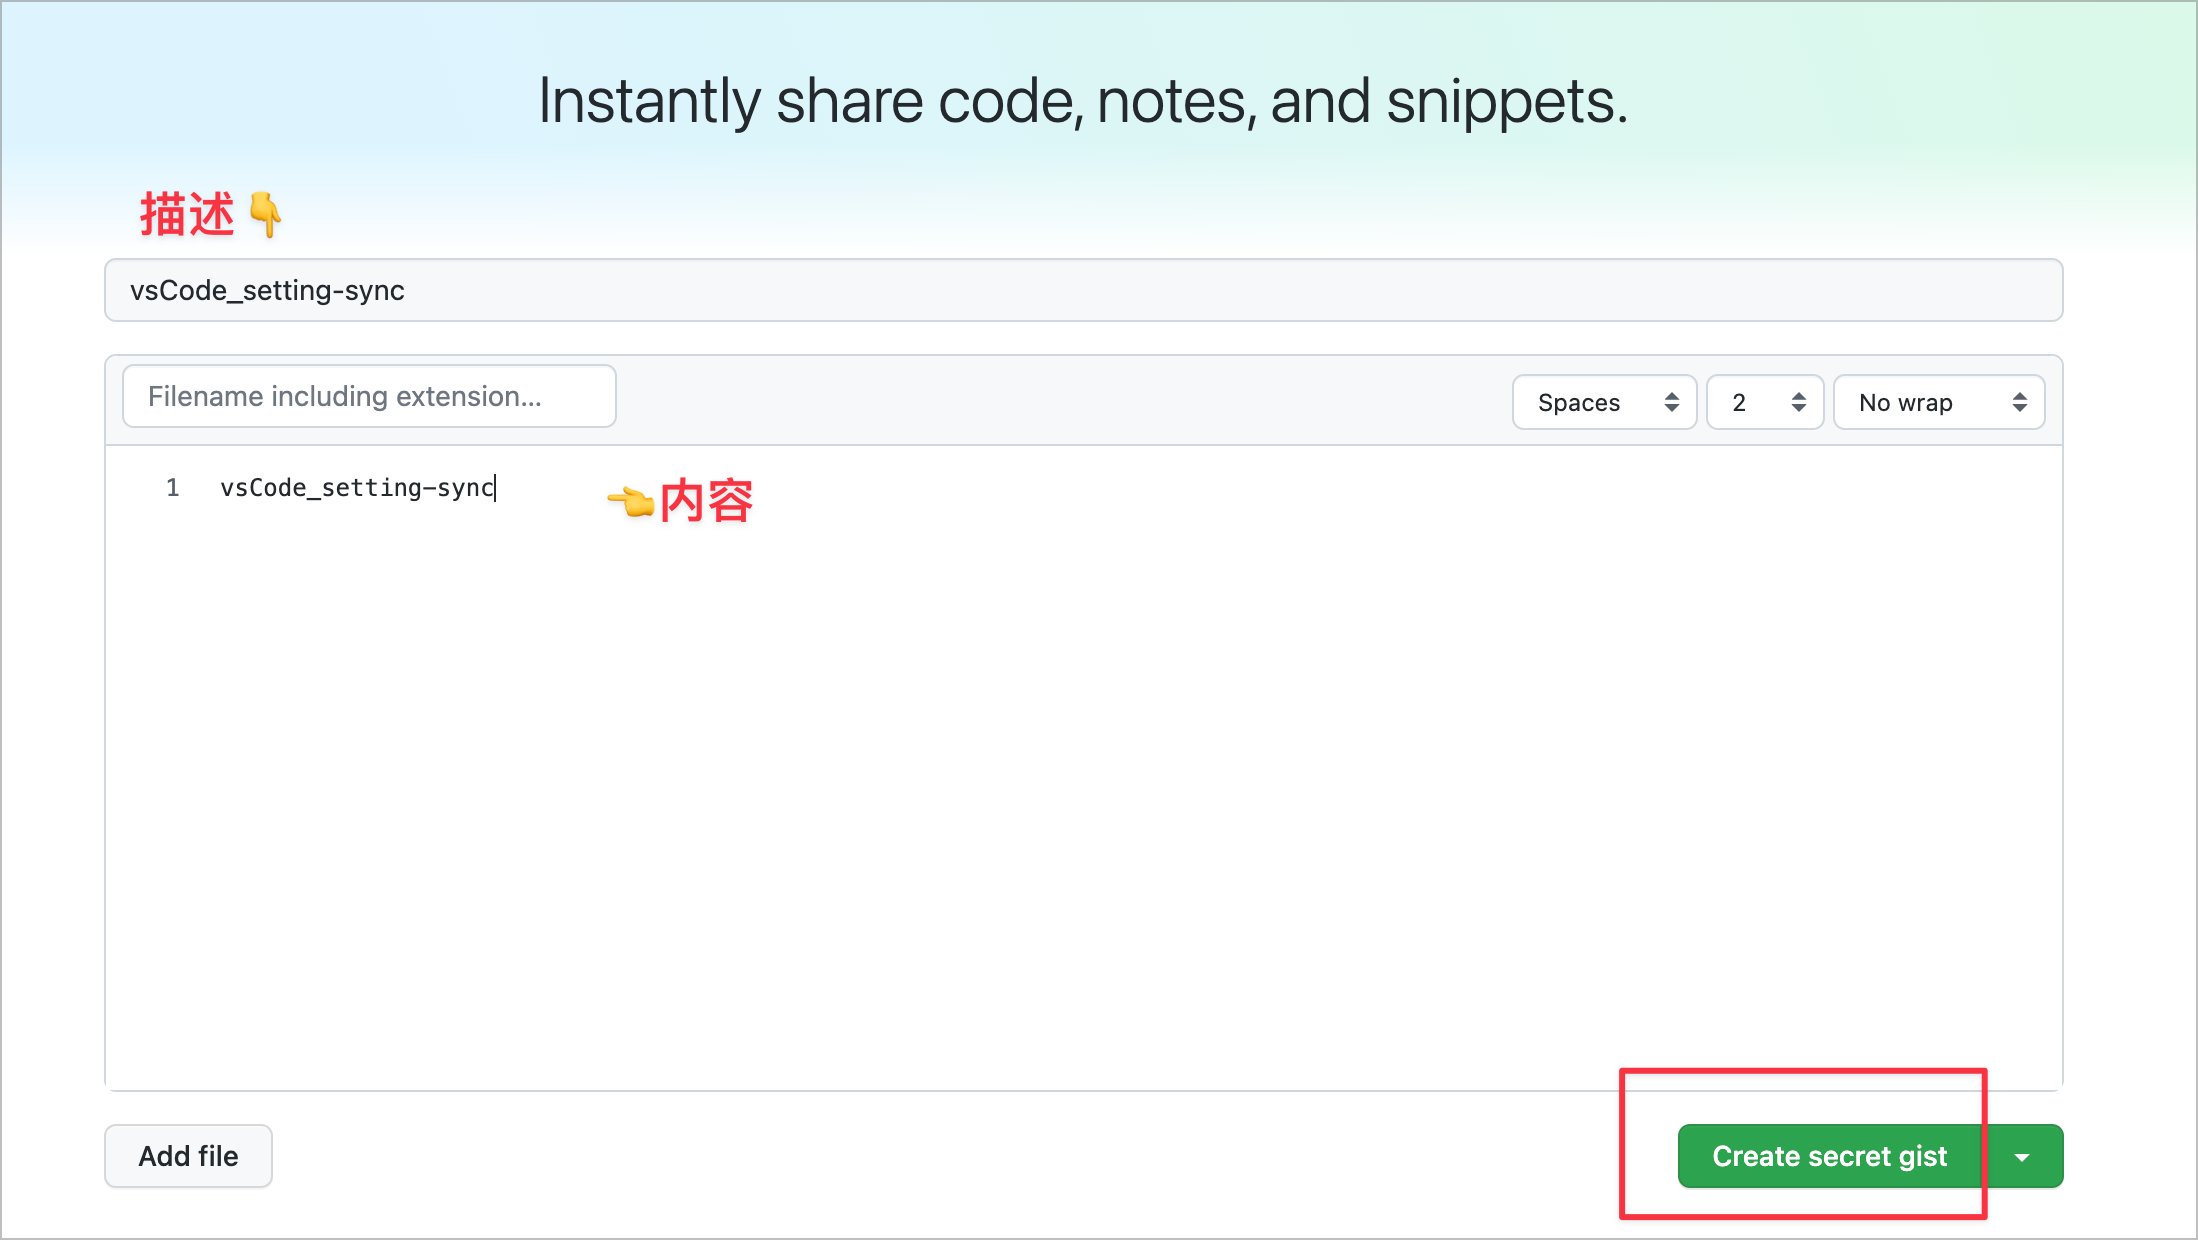 Instantly share code, notes, and snippets.
描述👇
vsCode_setting-sync
Filename including extension...
Spaces
2
No wrap
1 vsCode_setting-sync
👈内容
Add file
Create secret gist